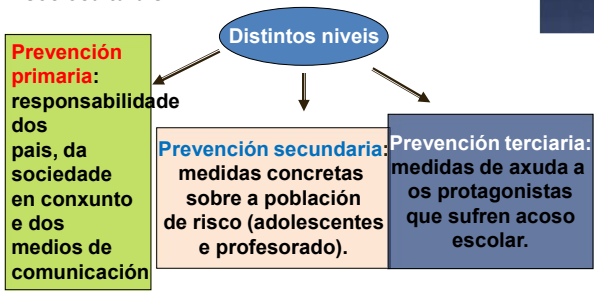 Distintos niveis
Prevención
primaria:
responsabilidade
dos
pais, da
sociedade
en conxunto
e dos
medios de
comunicación
Prevención secundaria:
medidas concretas
sobre a población
de risco (adolescentes
e profesorado).
Prevención terciaria:
medidas de axuda a
os protagonistas
que sufren acoso
escolar.